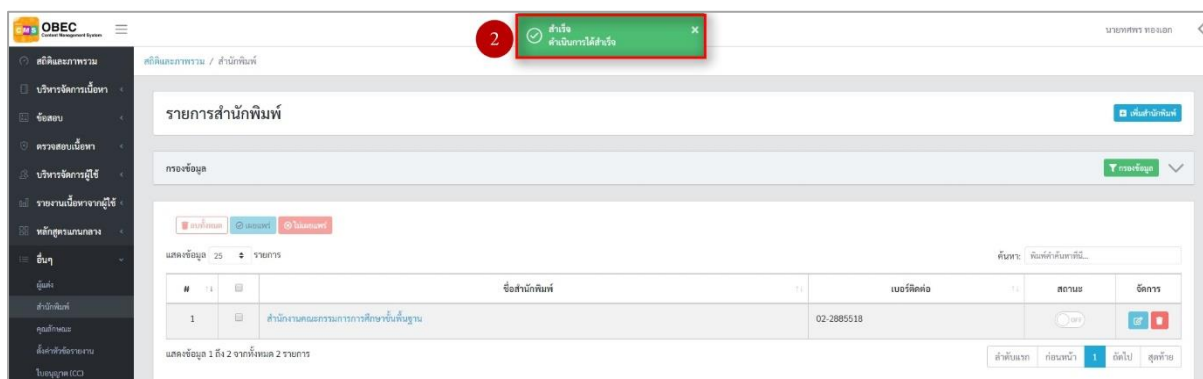 CMS OBEC
Content Management System
2
สำเร็จ
ดำเนินการได้สำเร็จ
×
นายทศพร ทองเอก
สถิติและภาพรวม
บริหารจัดการเนื้อหา
ข้อสอบ
ตรวจสอบเนื้อหา
บริหารจัดการผู้ใช้
รายงานเนื้อหาจากผู้ใช้
หลักสูตรแกนกลาง
อื่นๆ
ผู้แต่ง
สำนักพิมพ์
คุณลักษณะ
ตั้งค่าหัวข้อรายงาน
ใบอนุญาต (CC)
สถิติและภาพรวม / สำนักพิมพ์
รายการสำนักพิมพ์
เพิ่มสำนักพิมพ์
กรองข้อมูล
กรองข้อมูล
ลบทั้งหมด เผยแพร่ ไม่เผยแพร่
แสดงข้อมูล 25 รายการ
ค้นหา: พิมพ์คำค้นหาที่นี่...
# ชื่อสำนักพิมพ์ เบอร์ติดต่อ สถานะ จัดการ
1 สำนักงานคณะกรรมการการศึกษาขั้นพื้นฐาน 02-2885518 OFF
แสดงข้อมูล 1 ถึง 2 จากทั้งหมด 2 รายการ
ลำดับแรก ก่อนหน้า 1 ถัดไป สุดท้าย